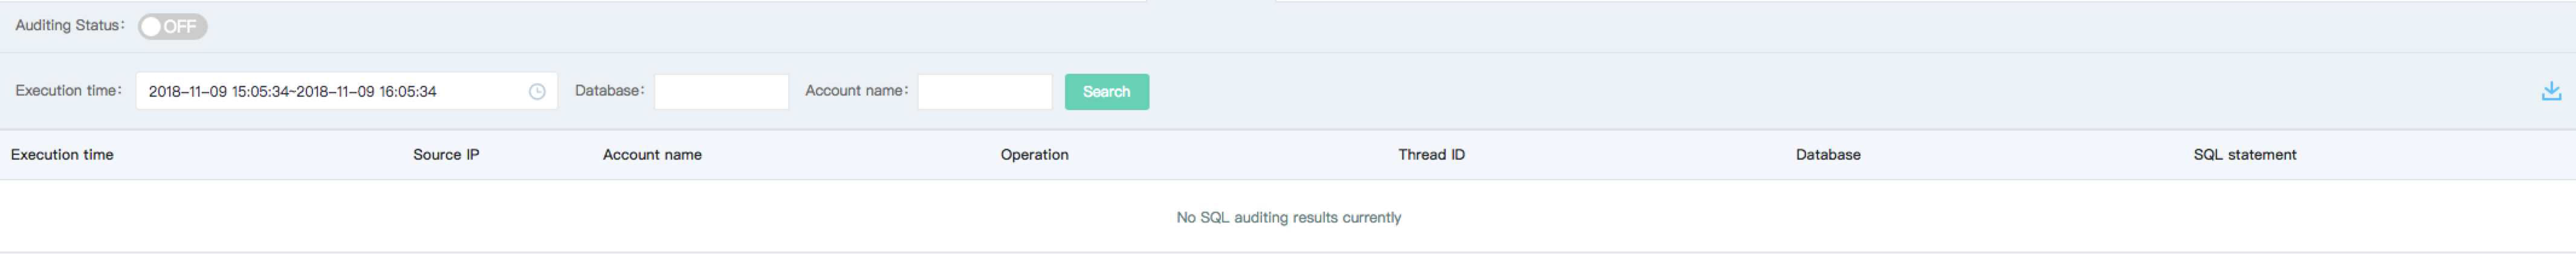 Auditing Status: OFF
Execution time: 2018-11-09 15:05:34~2018-11-09 16:05:34 Database: Account name: Search
Execution time Source IP Account name Operation Thread ID Database SQL statement
No SQL auditing results currently